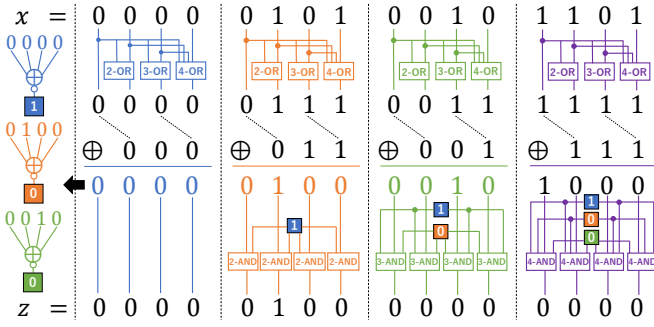 x = 0 0 0 0 0 1 0 1 0 0 1 0 1 1 0 1
0 0 0 0
2-OR 3-OR 4-OR 2-OR 3-OR 4-OR 2-OR 3-OR 4-OR 2-OR 3-OR 4-OR
⊕
1
0 0 0 0 0 1 1 1 0 0 1 1 1 1 1 1
0 1 0 0
⊕ 0 0 0 ⊕ 0 1 1 ⊕ 0 0 1 ⊕ 1 1 1
⊕
0
0 0 0 0 0 1 0 0 0 0 1 0 1 0 0 0
0 0 1 0
1 1 1
0 0
0
⊕
2-AND 2-AND 2-AND 2-AND 3-AND 3-AND 3-AND 3-AND 4-AND 4-AND 4-AND 4-AND
0
z = 0 0 0 0 0 1 0 0 0 0 0 0 0 0 0 0